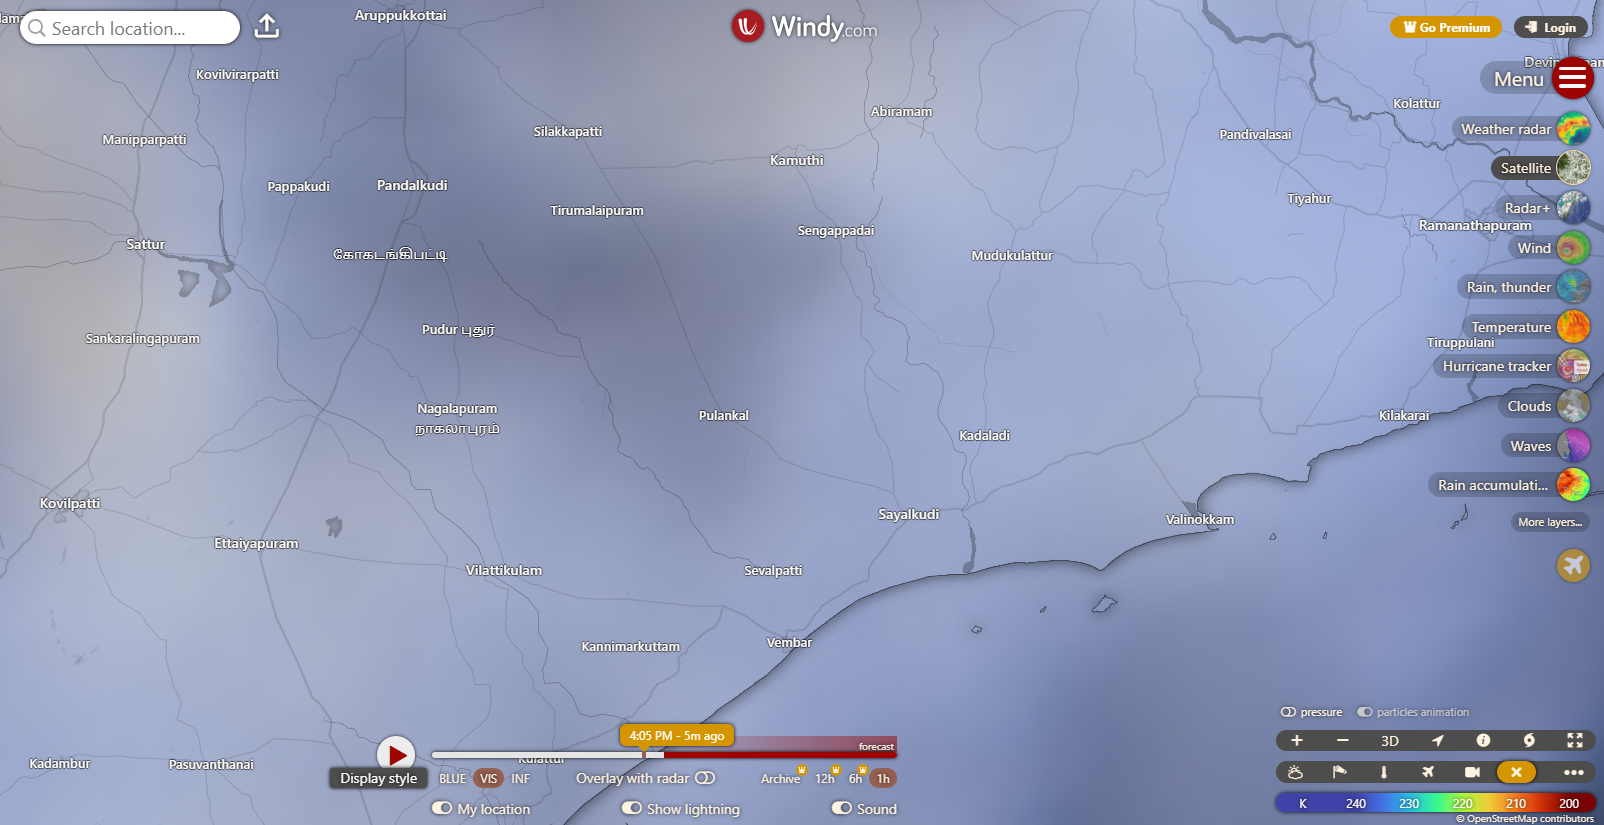 Aruppukkottai
Search location...
Windy.com
Go Premium
Login
Menu
Kovilvirarpatti
Kolattur
Abiramam
Weather radar
Silakkapatti
Pandivalasai
Manipparpatti
Kamuthi
Satellite
Pappakudi
Pandalkudi
Tiyahur
Radar+
Tirumalaipuram
Ramanathapuram
Sengappadai
Sattur
Wind
கோகடங்கிபட்டி
Mudukulattur
Rain, thunder
Pudur புதுர்
Temperature
Sankaralingapuram
Tiruppulani
Hurricane tracker
Nagalapuram
நாகலாபுரம்
Clouds
Pulankal
Kilakarai
Kadaladi
Waves
Rain accumulati...
Kovilpatti
Sayalkudi
Valinokkam
More layers...
Ettaiyapuram
Vilattikulam
Sevalpatti
Kannimarkuttam
Vembar
pressure
particles animation
4:05 PM - 5m ago
forecast
3D
Kadambur
Pasuvanthanai
Kulattur
Display style
BLUE VIS INF
Overlay with radar
Archive 12h 6h 1h
My location
Show lightning
Sound
K 240 230 220 210 200
© OpenStreetMap contributors